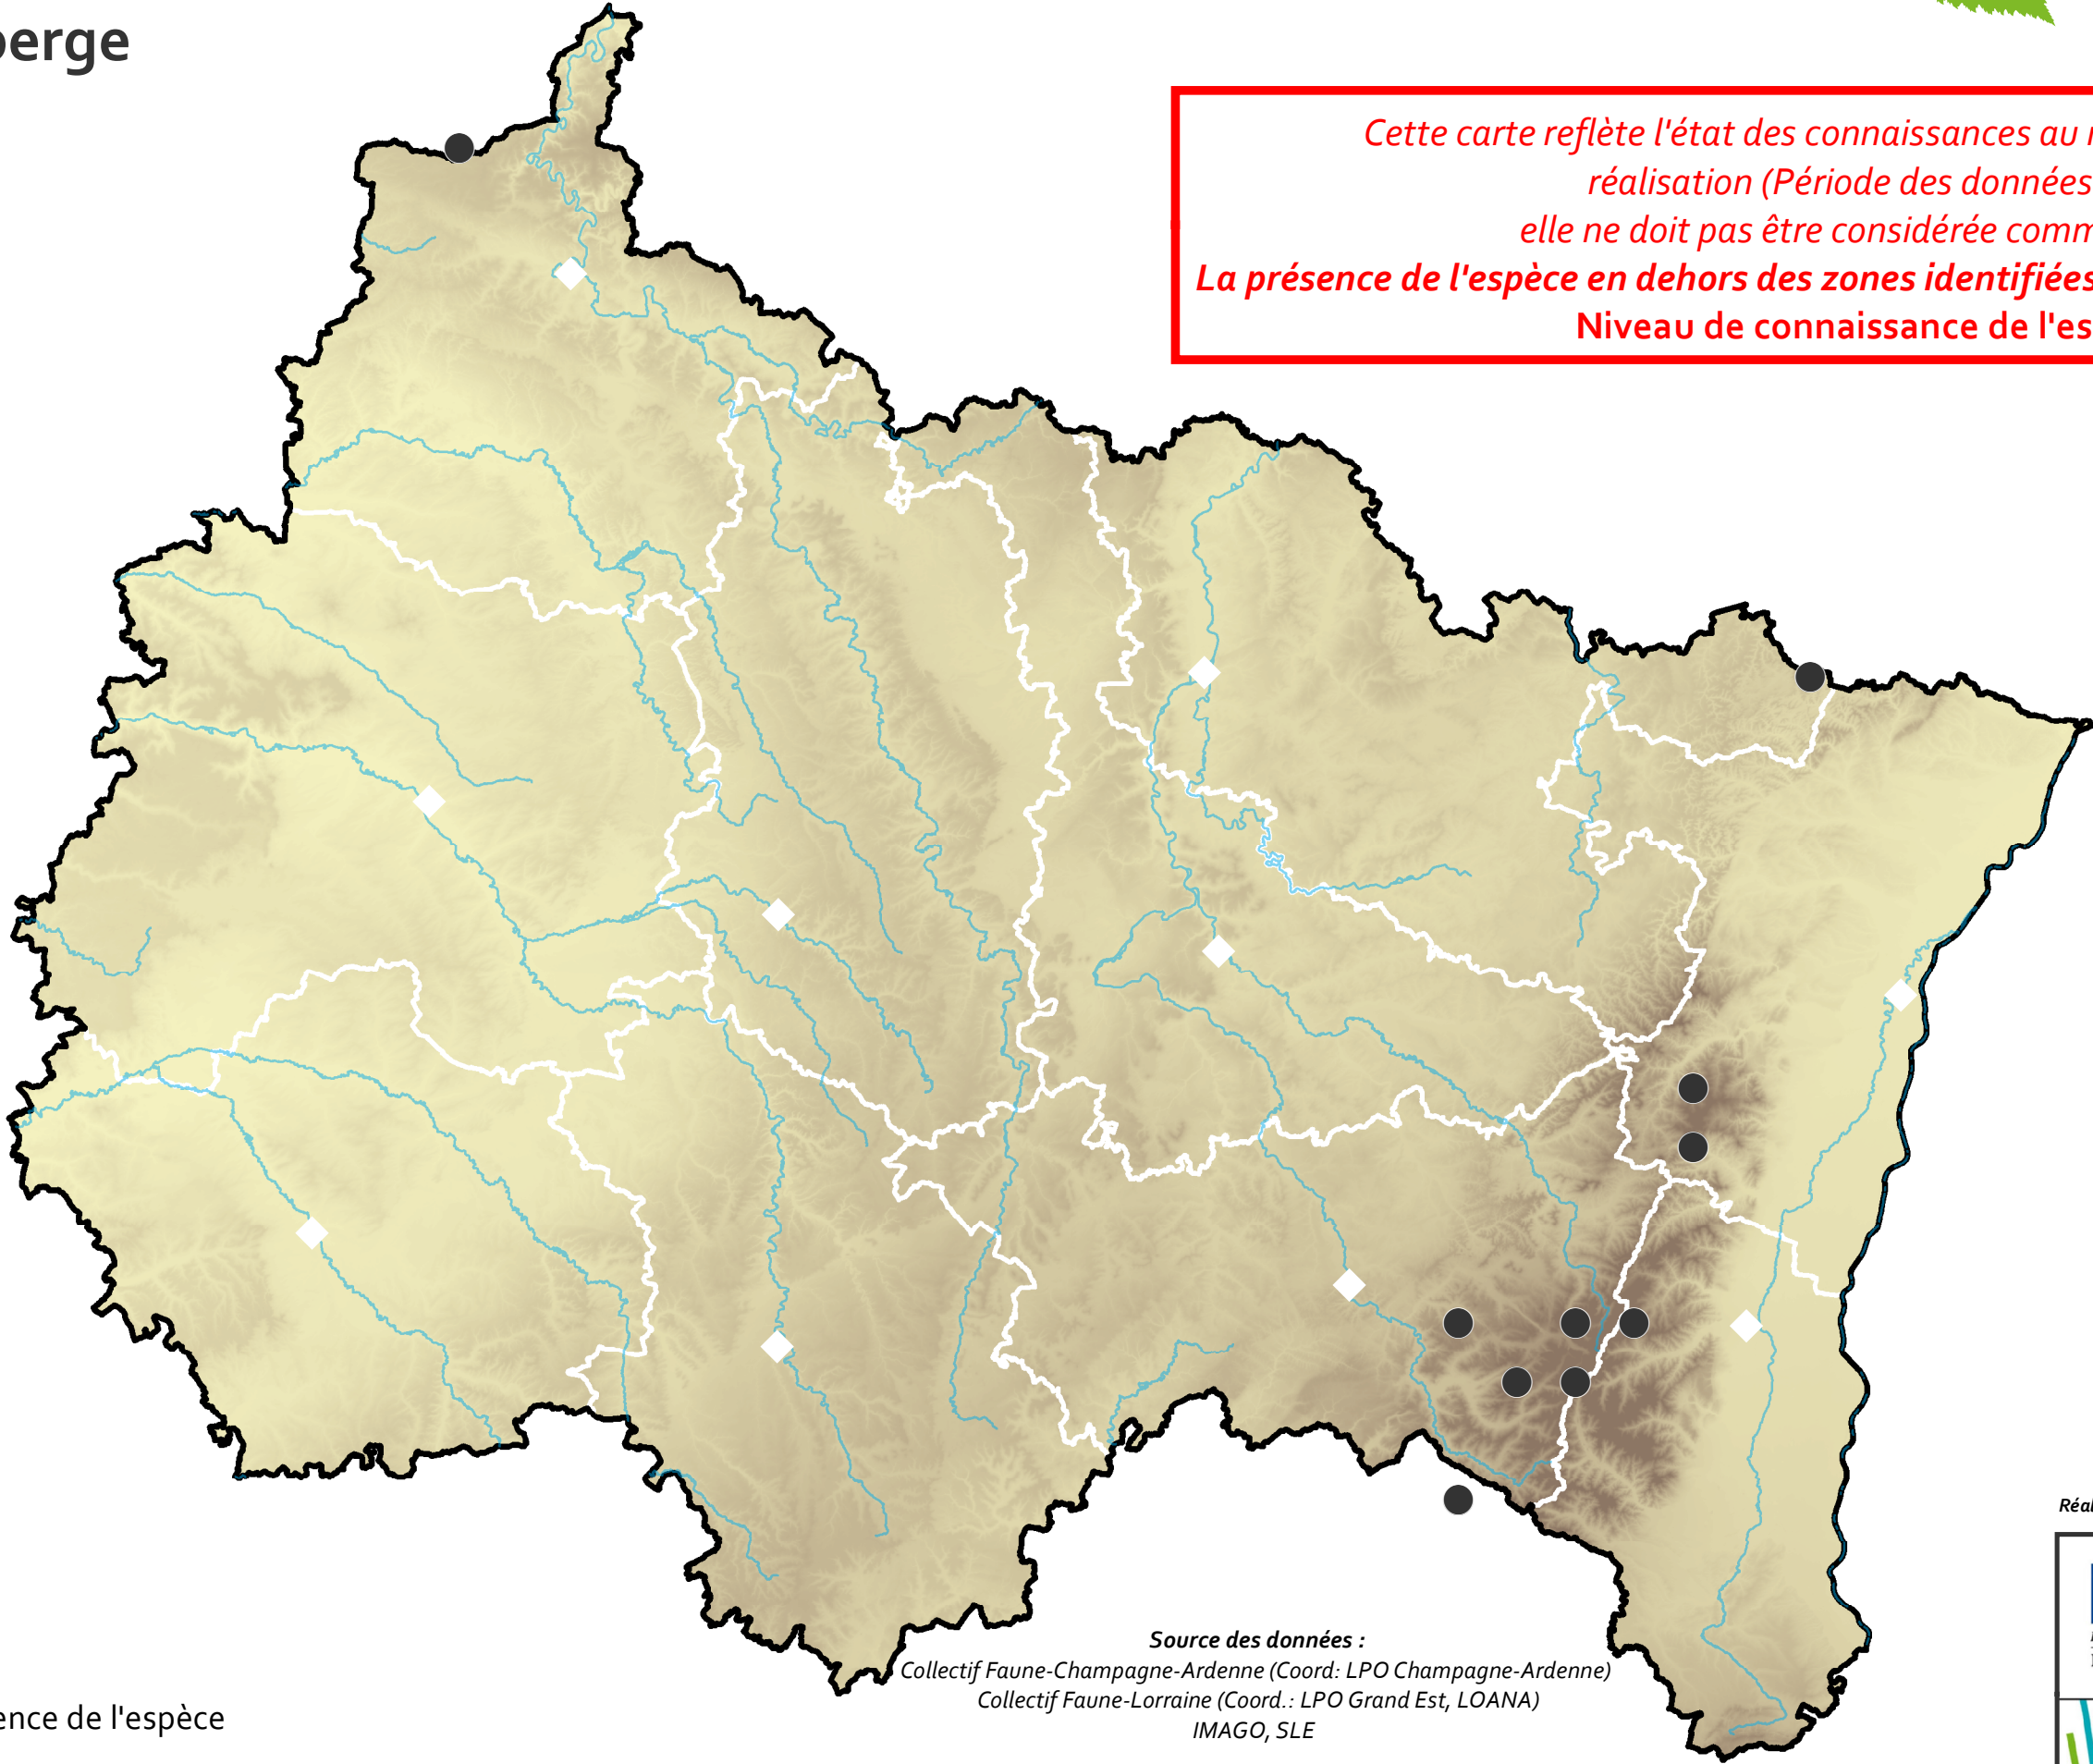 berge
Cette carte reflète l'état des connaissances au
réalisation (Période des données
elle ne doit pas être considérée comm
La présence de l'espèce en dehors des zones identifiées
Niveau de connaissance de l'es
Réal
Source des données :
Collectif Faune-Champagne-Ardenne (Coord: LPO Champagne-Ardenne)
Collectif Faune-Lorraine (Coord.: LPO Grand Est, LOANA)
IMAGO, SLE
ence de l'espèce